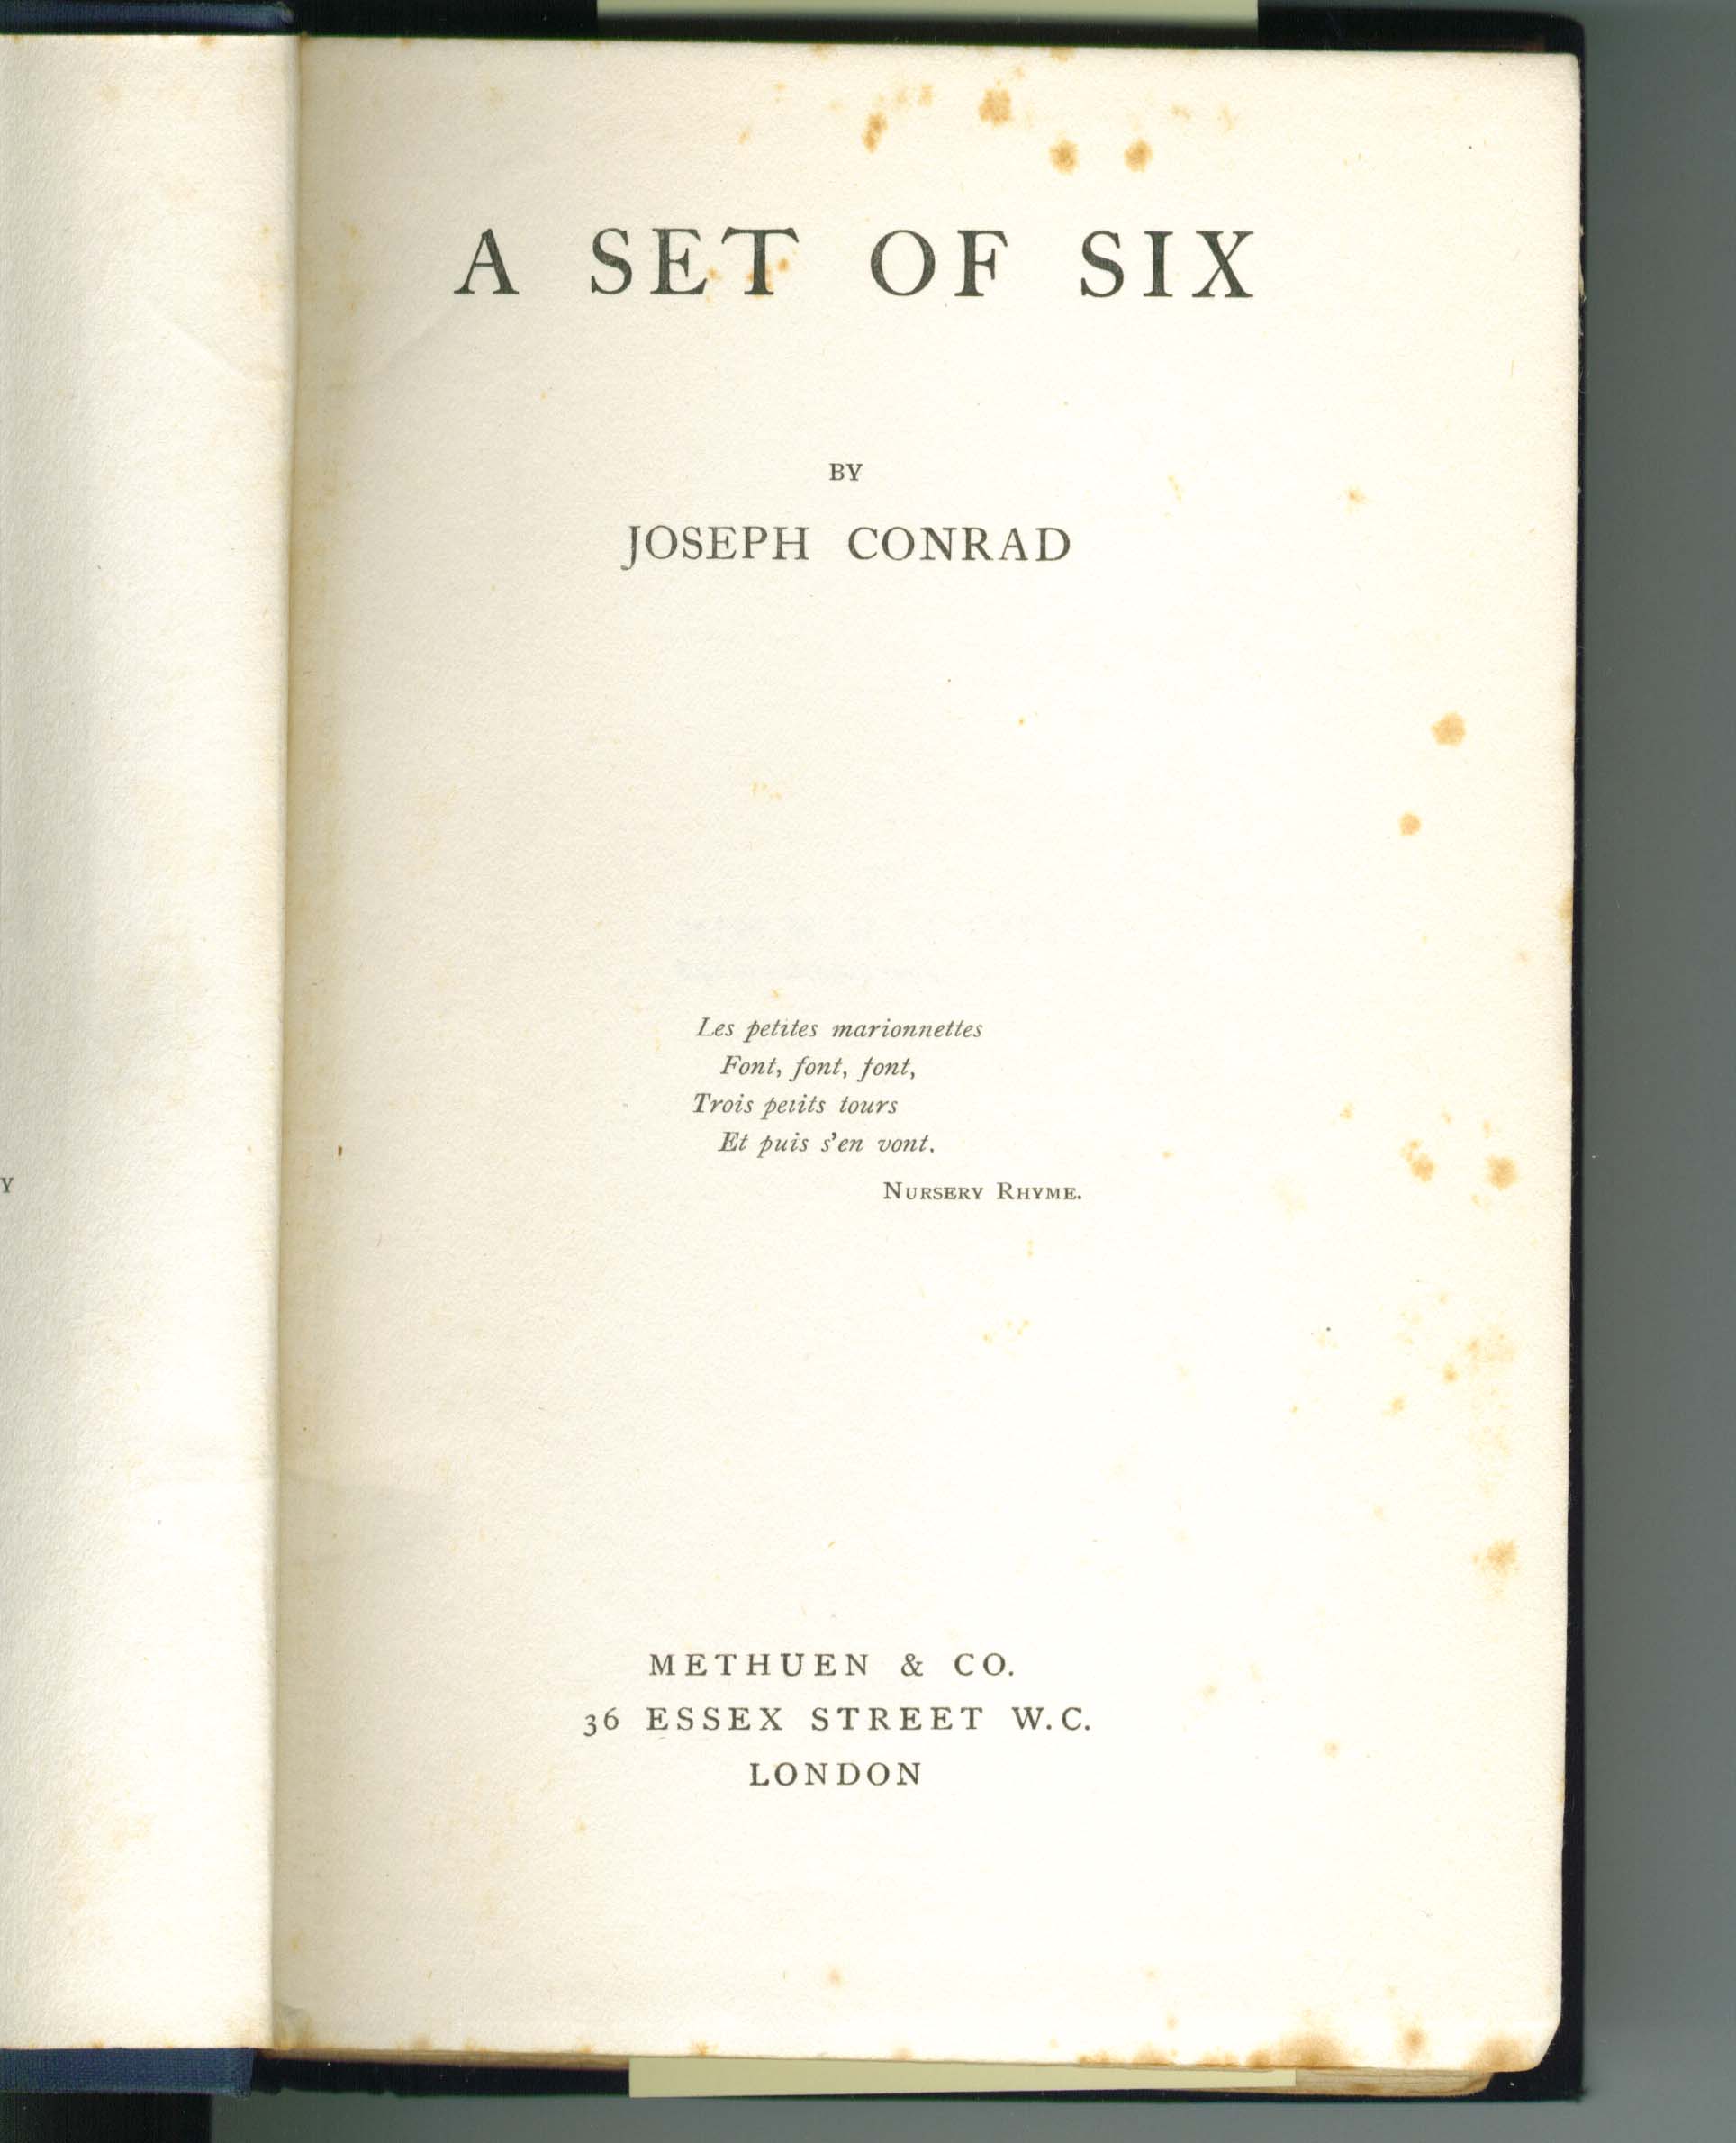 A SET OF SIX
BY
JOSEPH CONRAD
Les petites marionnettes
Font, font, font,
Trois petits tours
Et puis s'en vont.
NURSERY RHYME.
Y
METHUEN & CO.
36 ESSEX STREET W.C.
LONDON